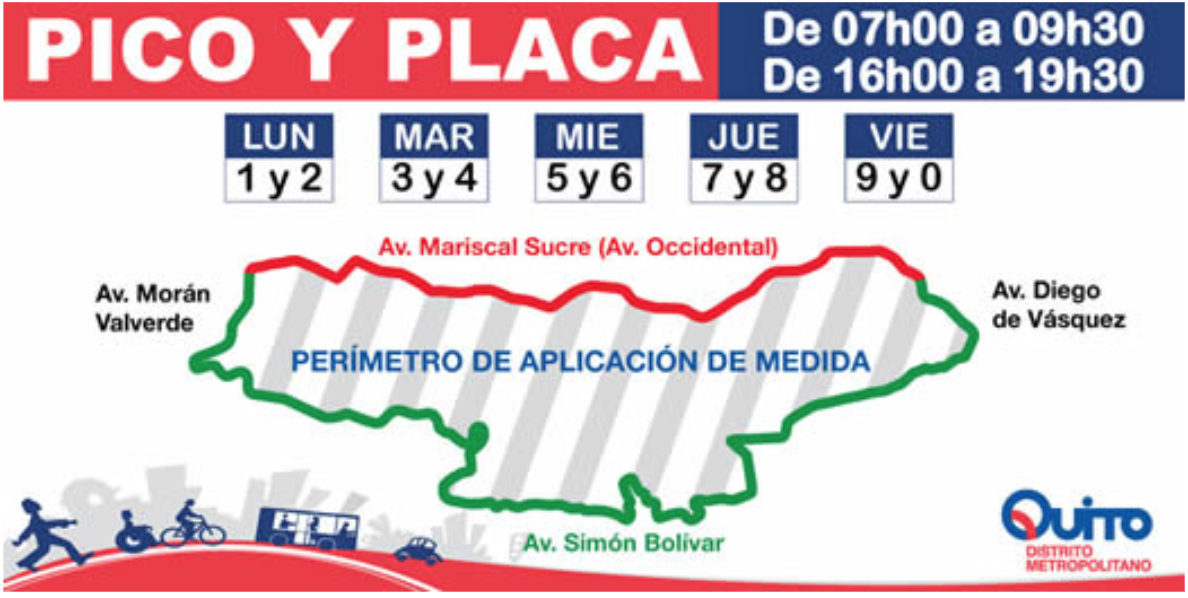 PICO Y PLACA
De 07h00 a 09h30
De 16h00 a 19h30
LUN MAR MIE JUE VIE
1 y 2 3 y 4 5 y 6 7 y 8 9 y 0
Av. Mariscal Sucre (Av. Occidental)
Av. Morán
Valverde
Av. Diego
de Vásquez
PERÍMETRO DE APLICACIÓN DE MEDIDA
Av. Simón Bolívar
QUITO
DISTRITO
METROPOLITANO